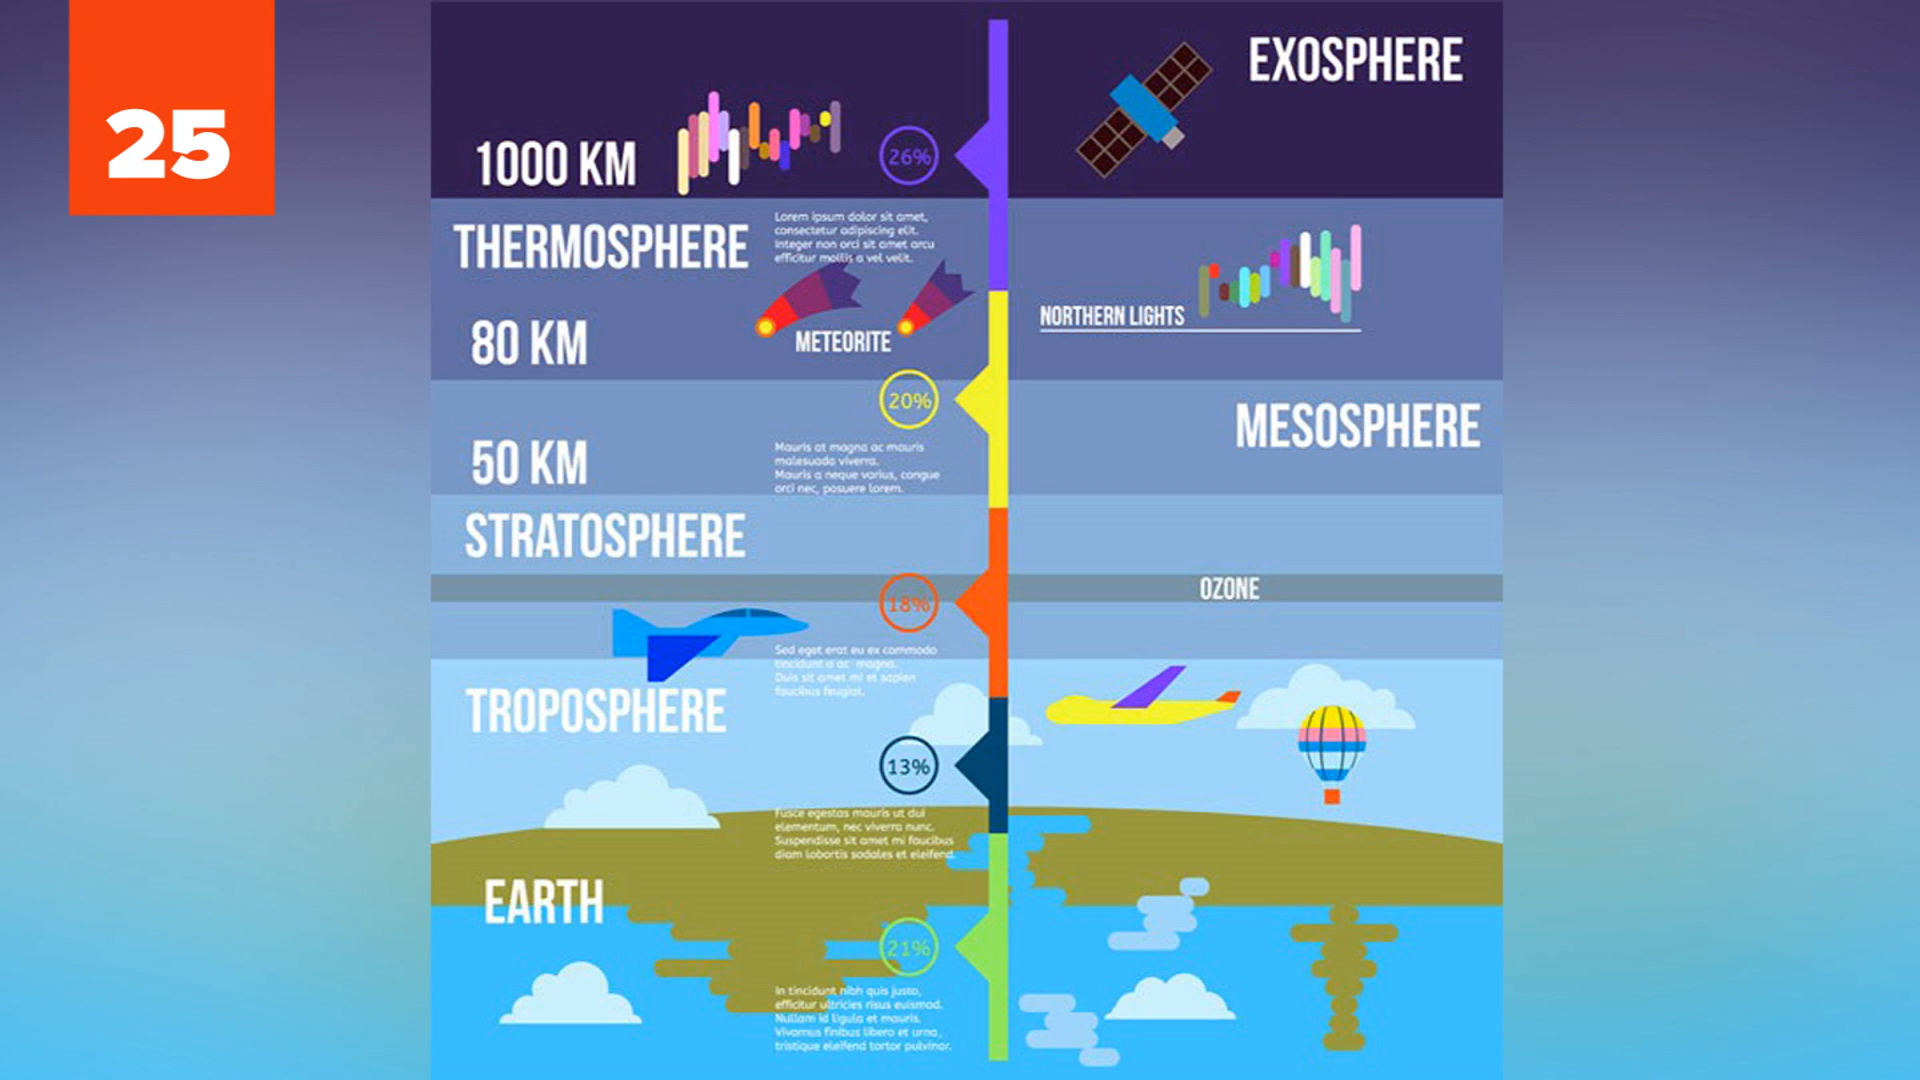 25
EXOSPHERE
1000 KM
26%
THERMOSPHERE
Lorem ipsum dolor sit amet,
consectetur adipiscing elit.
Integer non orci sit amet arcu
efficitur mollis a vel velit.
NORTHERN LIGHTS
METEORITE
80 KM
20%
MESOSPHERE
50 KM
Mauris at magna ac mauris
malesuada viverra.
Mauris a neque varius, congue
orci nec, posuere lorem.
STRATOSPHERE
OZONE
18%
Sed eget erat eu ex commodo
tincidunt a ac magna.
Duis sit amet mi et sapien
faucibus feugiat.
TROPOSPHERE
13%
Fusce egestas mauris ut dui
elementum, nec viverra nunc.
Suspendisse sit amet mi faucibus
diam lobortis sodales et eleifend.
EARTH
21%
In tincidunt nibh quis justo,
efficitur ultricies risus euismod.
Nullam id ligula et mauris.
Vivamus finibus libero et urna,
tristique eleifend tortor pulvinar.